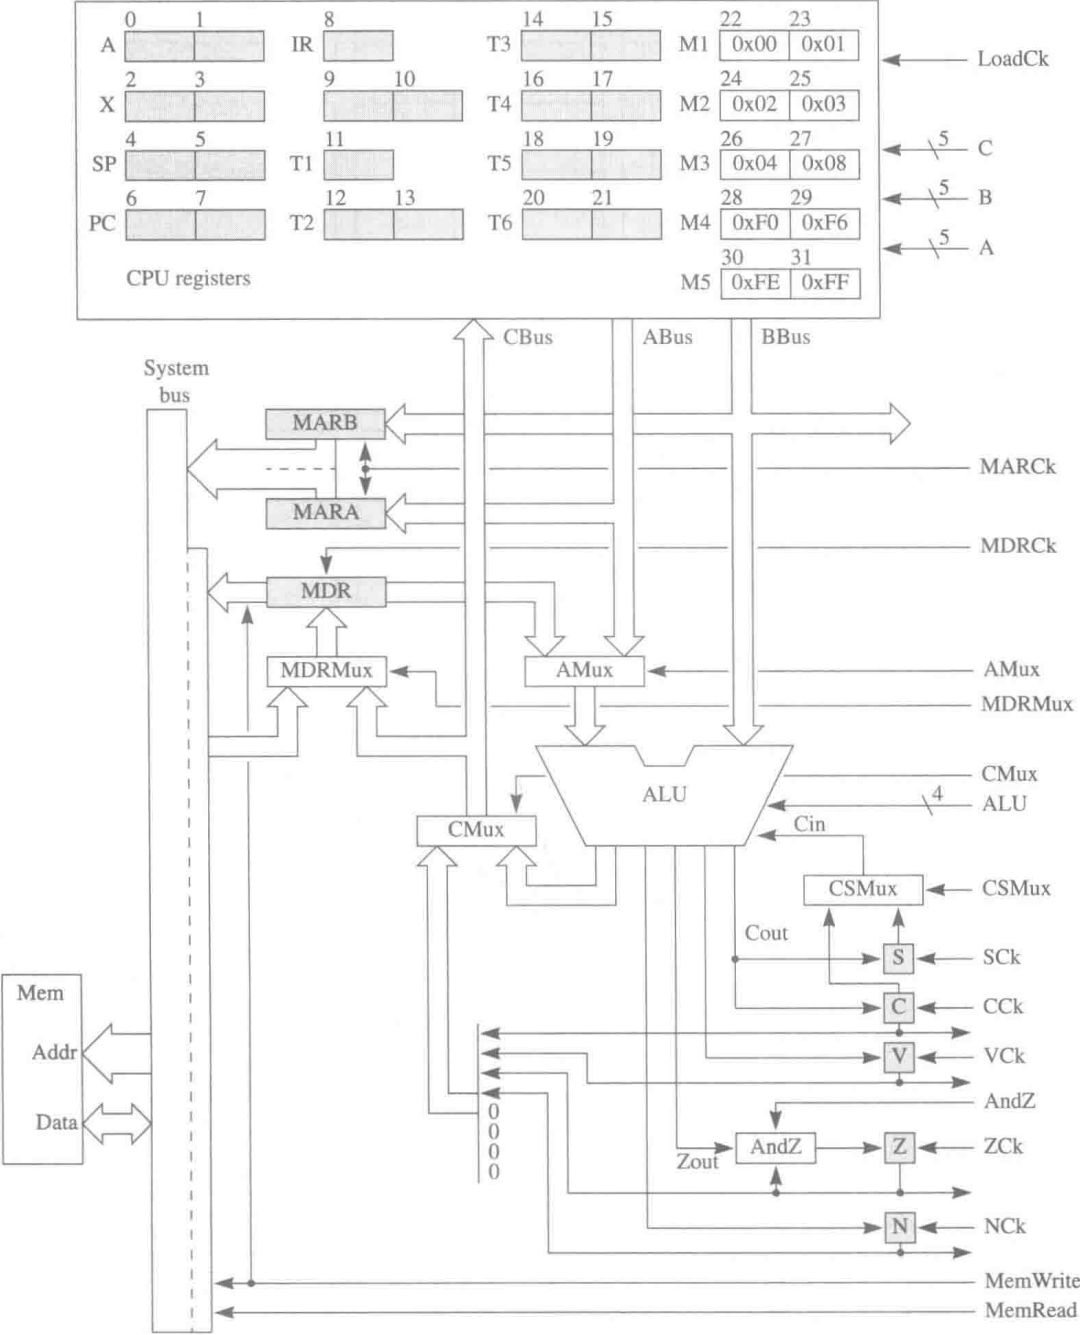 0 1 8 14 15 22 23
A IR T3 M1 0x00 0x01 LoadCk
2 3 9 10 16 17 24 25
X T4 M2 0x02 0x03
4 5 11 18 19 26 27 5
SP T1 T5 M3 0x04 0x08 C
6 7 12 13 20 21 28 29 5
PC T2 T6 M4 0xF0 0xF6 B
5
A
30 31
CPU registers M5 0xFE 0xFF
CBus ABus BBus
System
bus
MARB
MARCk
MARA
MDRCk
MDR
MDRMux AMux AMux
MDRMux
CMux
ALU 4 ALU
CMux Cin
CSMux CSMux
Cout
S SCk
Mem
C CCk
Addr V VCk
AndZ
0
Data 0
0 AndZ Z ZCk
Zout
0
N NCk
MemWrite
MemRead